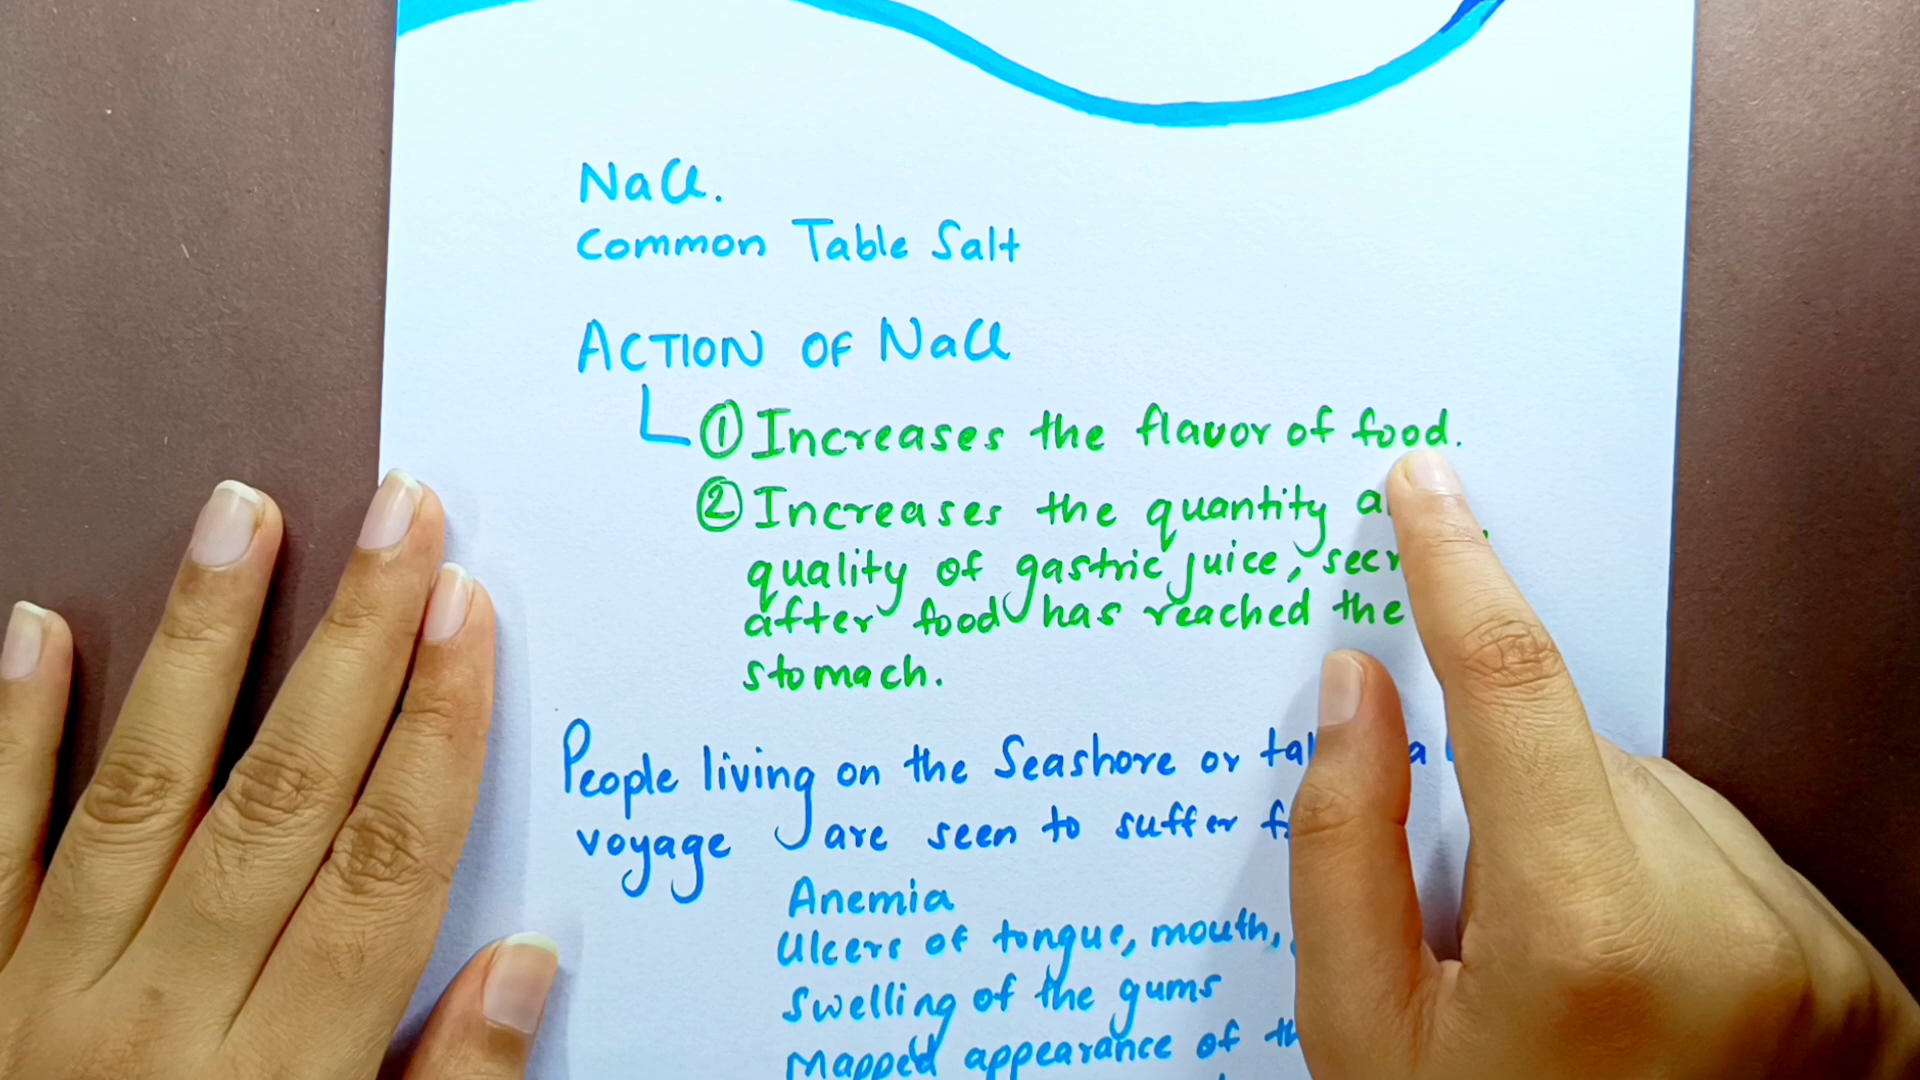 NaCl.
Common Table Salt
ACTION OF NaCl
① Increases the flavor of food.
② Increases the quantity
quality of gastric juice,
after food has reached the
stomach.
People living on the Seashore or
voyage are seen to suffer
Anemia
Ulcers of tongue, mouth,
Swelling of the gums
Mapped appearance of